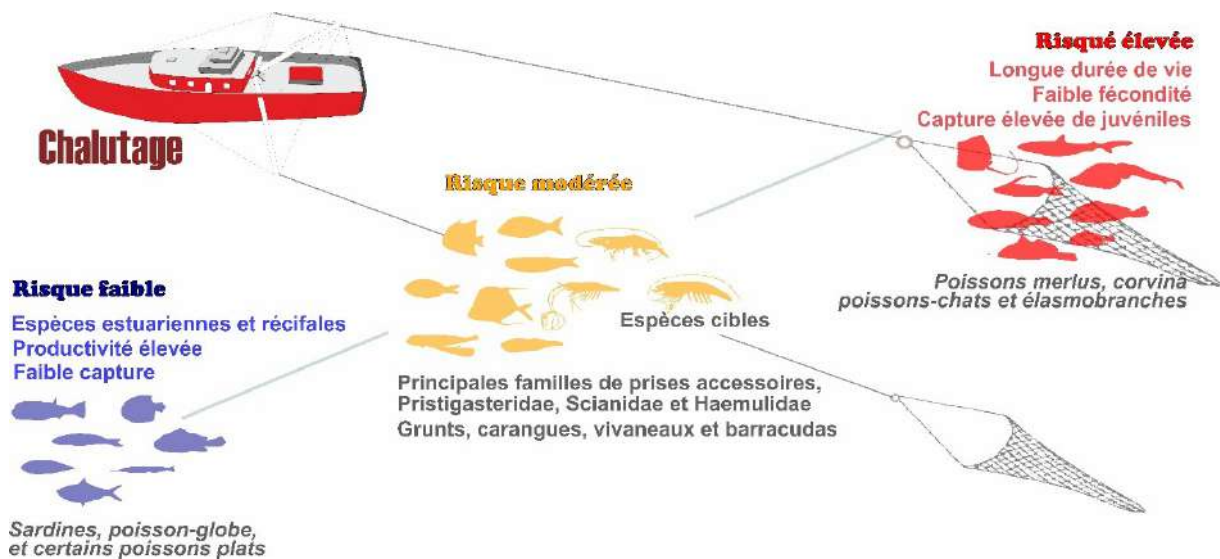 Chalutage
Risqué élevée
Longue durée de vie
Faible fécondité
Capture élevée de juvéniles
Poissons merlus, corvina
poissons-chats et élasmobranches
Risque modérée
Espèces cibles
Principales familles de prises accessoires,
Pristigasteridae, Scianidae et Haemulidae
Grunts, carangues, vivaneaux et barracudas
Risque faible
Espèces estuariennes et récifales
Productivité élevée
Faible capture
Sardines, poisson-globe,
et certains poissons plats